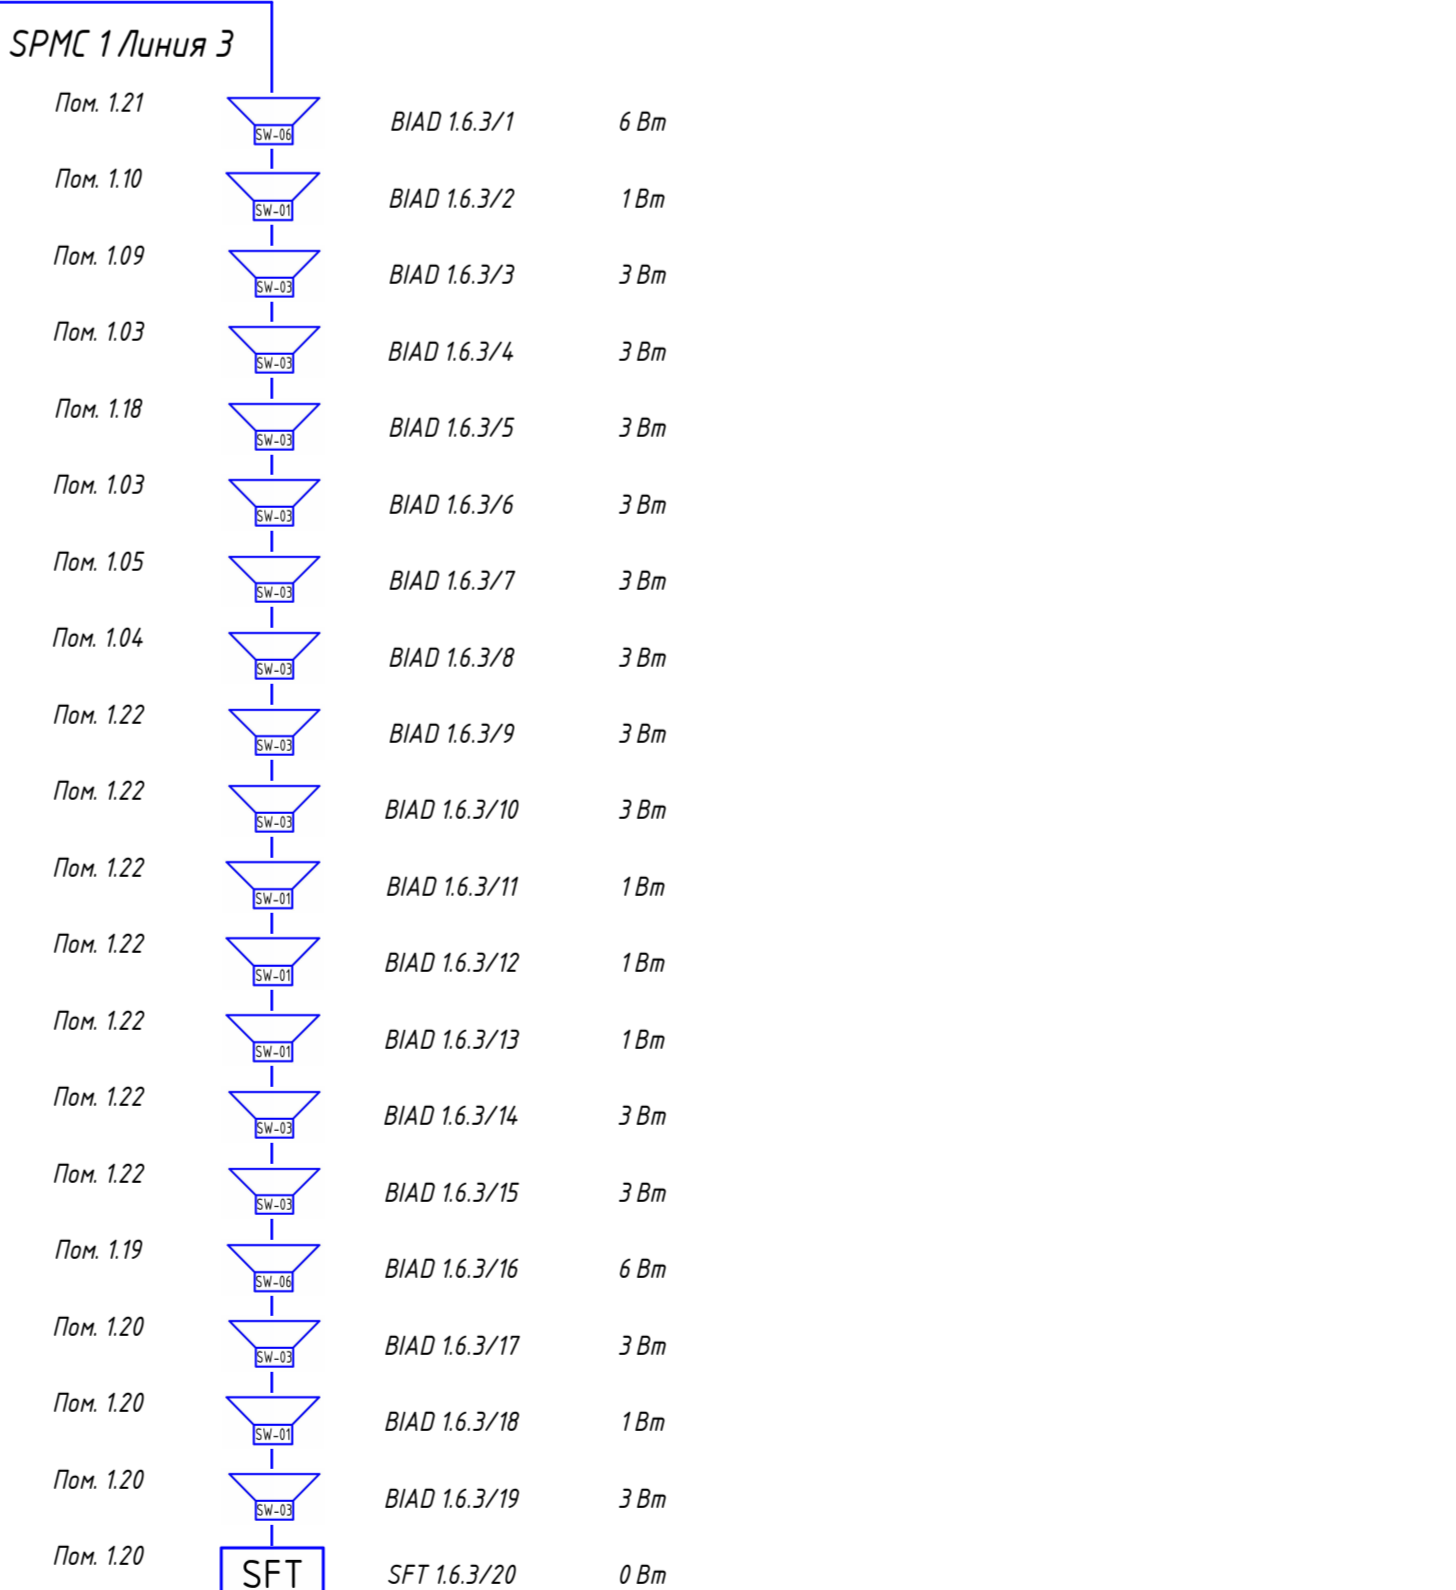 SPMC 1 Линия 3
Пом. 1.21 SW-06 BIAD 1.6.3/1 6 Вт
Пом. 1.10 SW-01 BIAD 1.6.3/2 1 Вт
Пом. 1.09 SW-03 BIAD 1.6.3/3 3 Вт
Пом. 1.03 SW-03 BIAD 1.6.3/4 3 Вт
Пом. 1.18 SW-03 BIAD 1.6.3/5 3 Вт
Пом. 1.03 SW-03 BIAD 1.6.3/6 3 Вт
Пом. 1.05 SW-03 BIAD 1.6.3/7 3 Вт
Пом. 1.04 SW-03 BIAD 1.6.3/8 3 Вт
Пом. 1.22 SW-03 BIAD 1.6.3/9 3 Вт
Пом. 1.22 SW-03 BIAD 1.6.3/10 3 Вт
Пом. 1.22 SW-01 BIAD 1.6.3/11 1 Вт
Пом. 1.22 SW-01 BIAD 1.6.3/12 1 Вт
Пом. 1.22 SW-01 BIAD 1.6.3/13 1 Вт
Пом. 1.22 SW-03 BIAD 1.6.3/14 3 Вт
Пом. 1.22 SW-03 BIAD 1.6.3/15 3 Вт
Пом. 1.19 SW-06 BIAD 1.6.3/16 6 Вт
Пом. 1.20 SW-03 BIAD 1.6.3/17 3 Вт
Пом. 1.20 SW-01 BIAD 1.6.3/18 1 Вт
Пом. 1.20 SW-03 BIAD 1.6.3/19 3 Вт
Пом. 1.20 SFT SFT 1.6.3/20 0 Вт